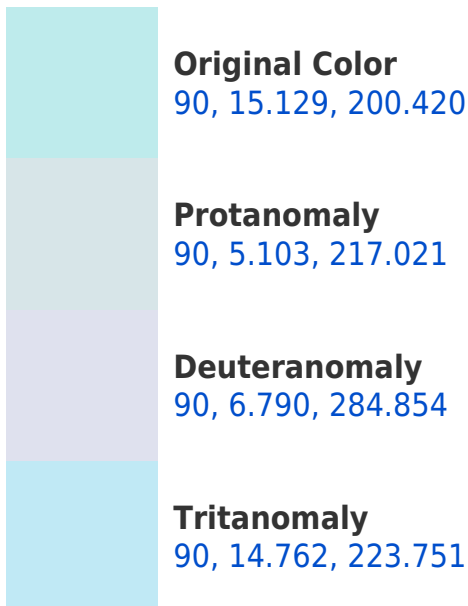 Original Color
90, 15.129, 200.420
Protanomaly
90, 5.103, 217.021
Deuteranomaly
90, 6.790, 284.854
Tritanomaly
90, 14.762, 223.751